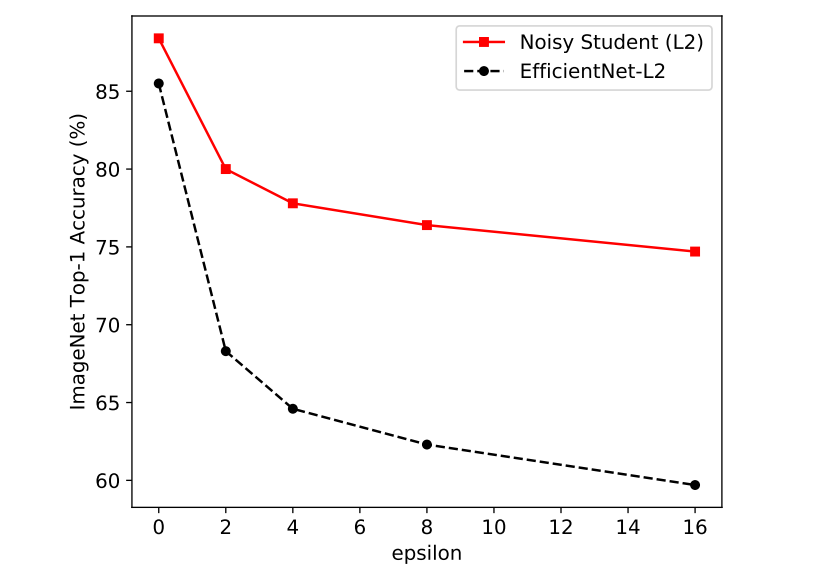 Noisy Student (L2)
EfficientNet-L2
ImageNet Top-1 Accuracy (%)
85
80
75
70
65
60
0 2 4 6 8 10 12 14 16
epsilon